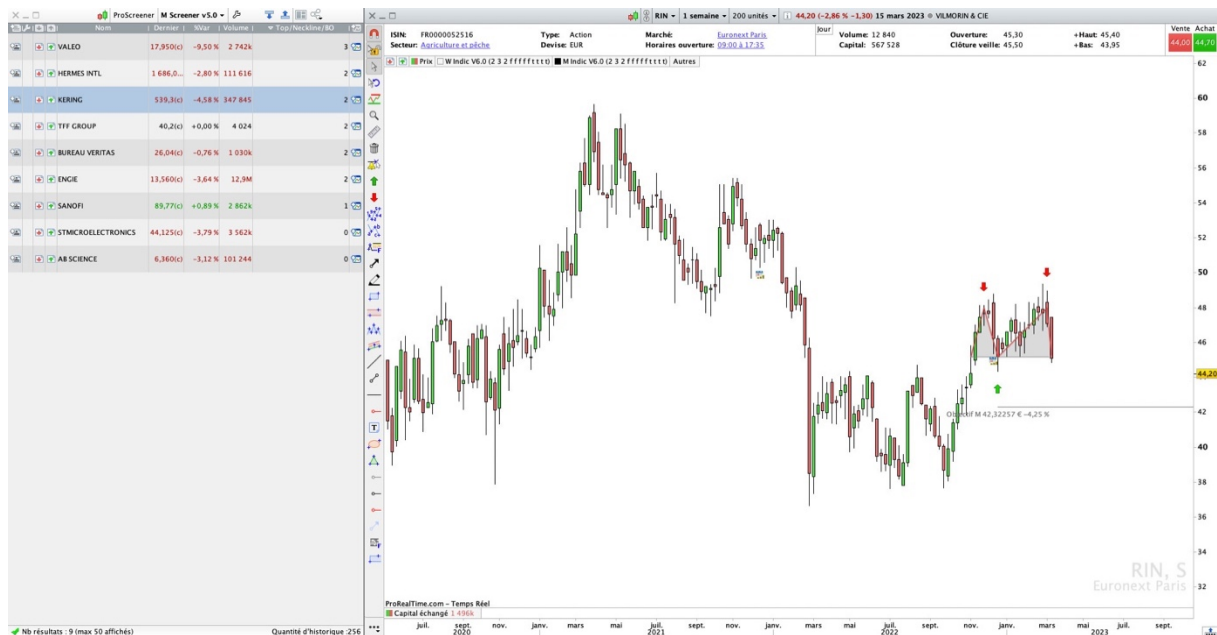 ProScreener M Screener v5.0
Nom Dernier %Var Volume Top/Neckline/BO
VALEO 17,950(c) -9,50 % 2 742k 3
HERMES INTL 1 686,0... -2,80 % 111 616 2
KERING 539,3(c) -4,58 % 347 845 2
TFF GROUP 40,2(c) +0,00 % 4 024 2
BUREAU VERITAS 26,04(c) -0,76 % 1 030k 2
ENGIE 13,560(c) -3,64 % 12,9M 2
SANOFI 89,77(c) +0,89 % 2 862k 1
STMICROELECTRONICS 44,125(c) -3,79 % 3 562k 0
AB SCIENCE 6,360(c) -3,12 % 101 244 0
Nb résultats : 9 (max 50 affichés) Quantité d'historique :256
RIN 1 semaine 200 unités 44,20 (-2,86 % -1,30) 15 mars 2023 VILMORIN & CIE
ISIN: FR0000052516 Type: Action Marché: Euronext Paris Jour Volume: 12 840 Ouverture: 45,30 +Haut: 45,40
Secteur: Agriculture et pêche Devise: EUR Horaires ouverture: 09:00 à 17:35 Capital: 567 528 Clôture veille: 45,50 +Bas: 43,95
Vente Achat
44,00 44,70
Prix W Indic V6.0 (2 3 2 f f f f f t t t t) M Indic V6.0 (2 3 2 f f f f f t t t t) Autres
60
58
56
54
52
50
48
46
44,20
42
40
38
36
34
32
Objectif M 42,32257 € -4,25 %
RIN, S
Euronext Paris
ProRealTime.com - Temps Réel
Capital échangé 1 496k
juil. sept. nov. janv. mars mai juil. sept. nov. janv. mars mai juil. sept. nov. janv. mars mai juil. sept.
2020 2021 2022 2023